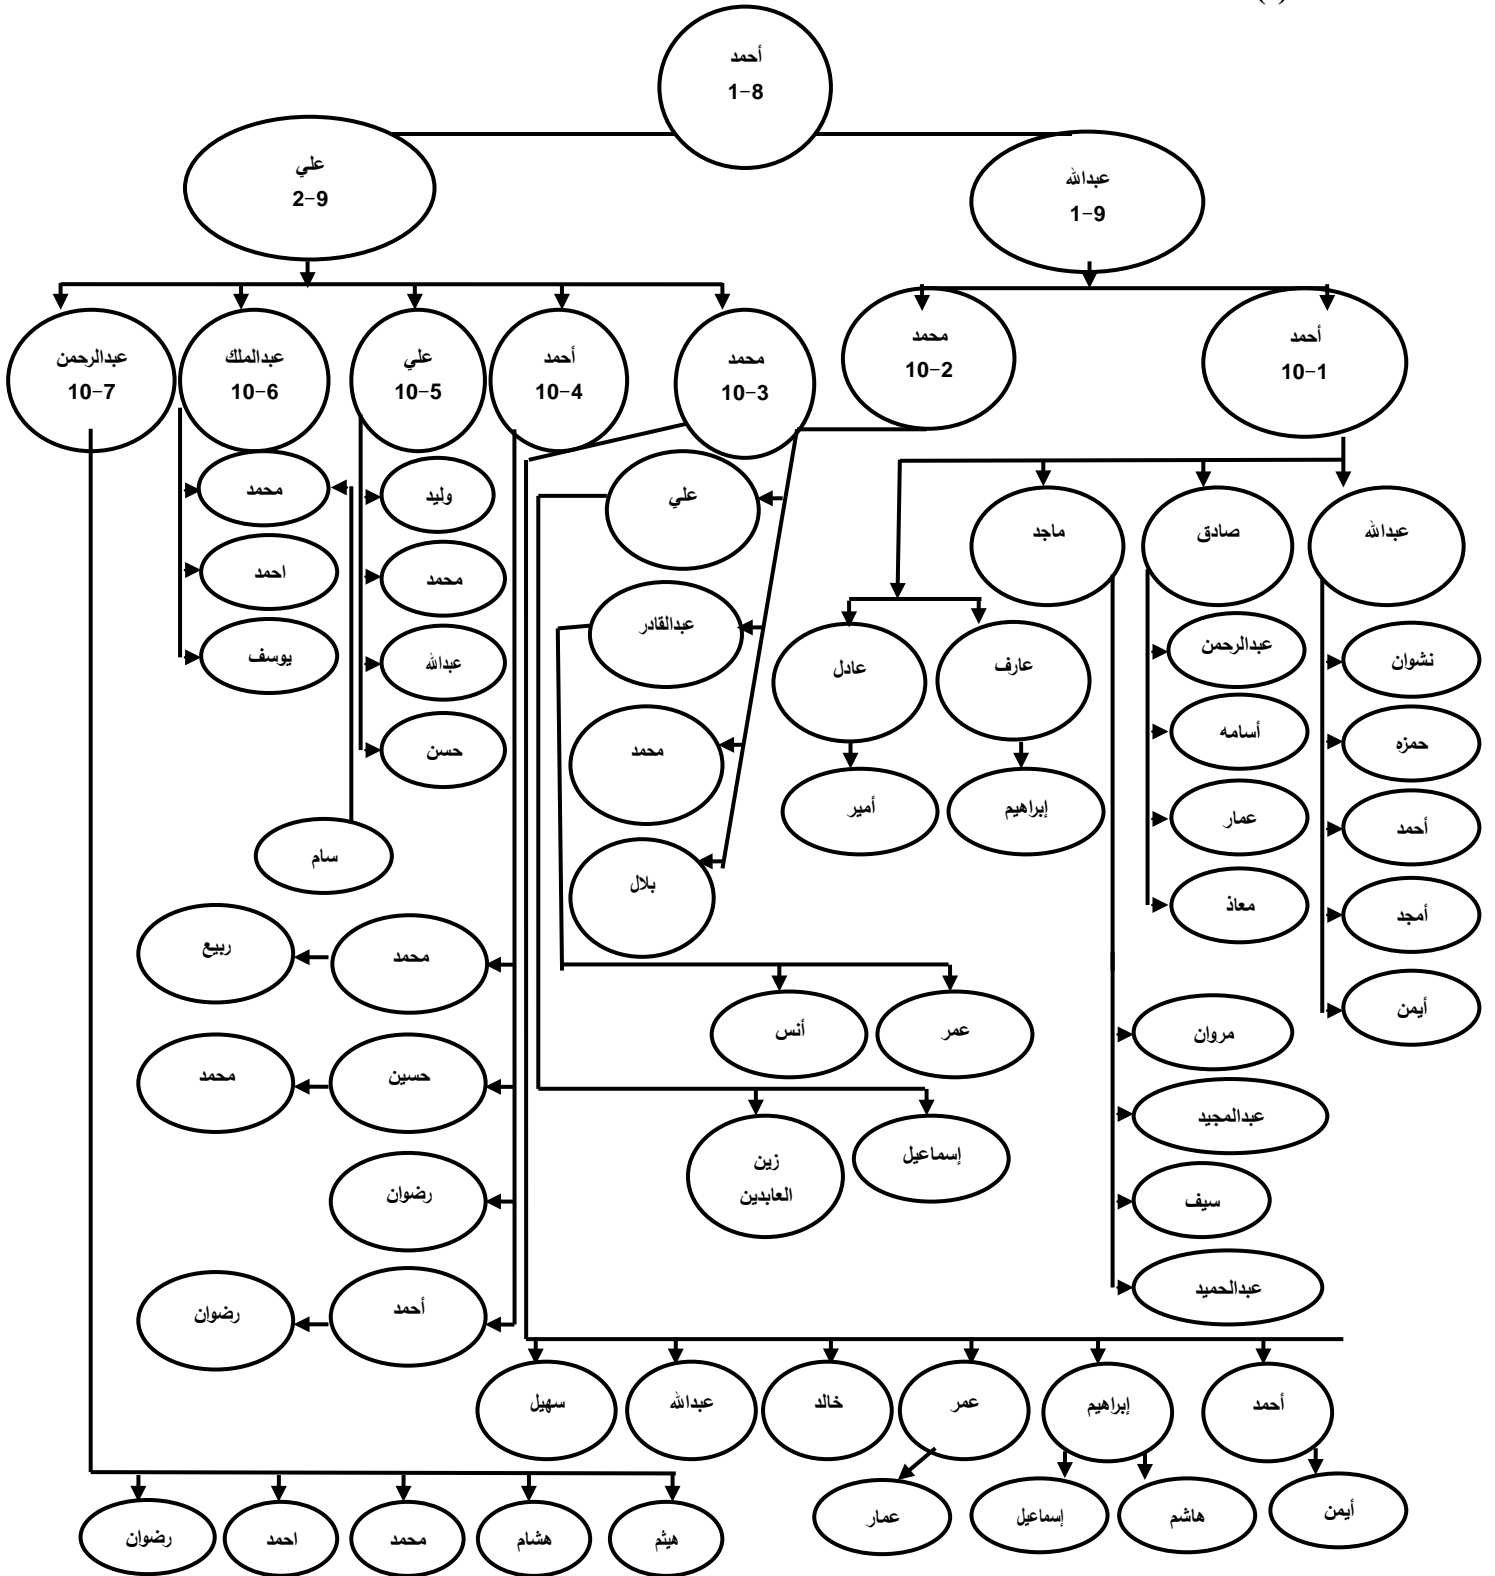 أحمد
8-1
عبدالله
9-1
علي
9-2
أحمد
10-1
محمد
10-2
محمد
10-3
أحمد
10-4
علي
10-5
عبدالملك
10-6
عبدالرحمن
10-7
عبدالله
صادق
ماجد
علي
وليد
محمد
احمد
يوسف
محمد
عبدالله
حسن
عبدالقادر
محمد
بلال
عارف
عادل
إبراهيم
أمير
عبدالرحمن
أسامه
عمار
معاذ
نشوان
حمزه
أحمد
أمجد
أيمن
سام
محمد
ربيع
حسين
محمد
رضوان
أحمد
رضوان
عمر
أنس
إسماعيل
زين
العابدين
مروان
عبدالمجيد
سيف
عبدالحميد
أحمد
إبراهيم
عمر
خالد
عبدالله
سهيل
أيمن
هاشم
إسماعيل
عمار
هيثم
هشام
محمد
احمد
رضوان